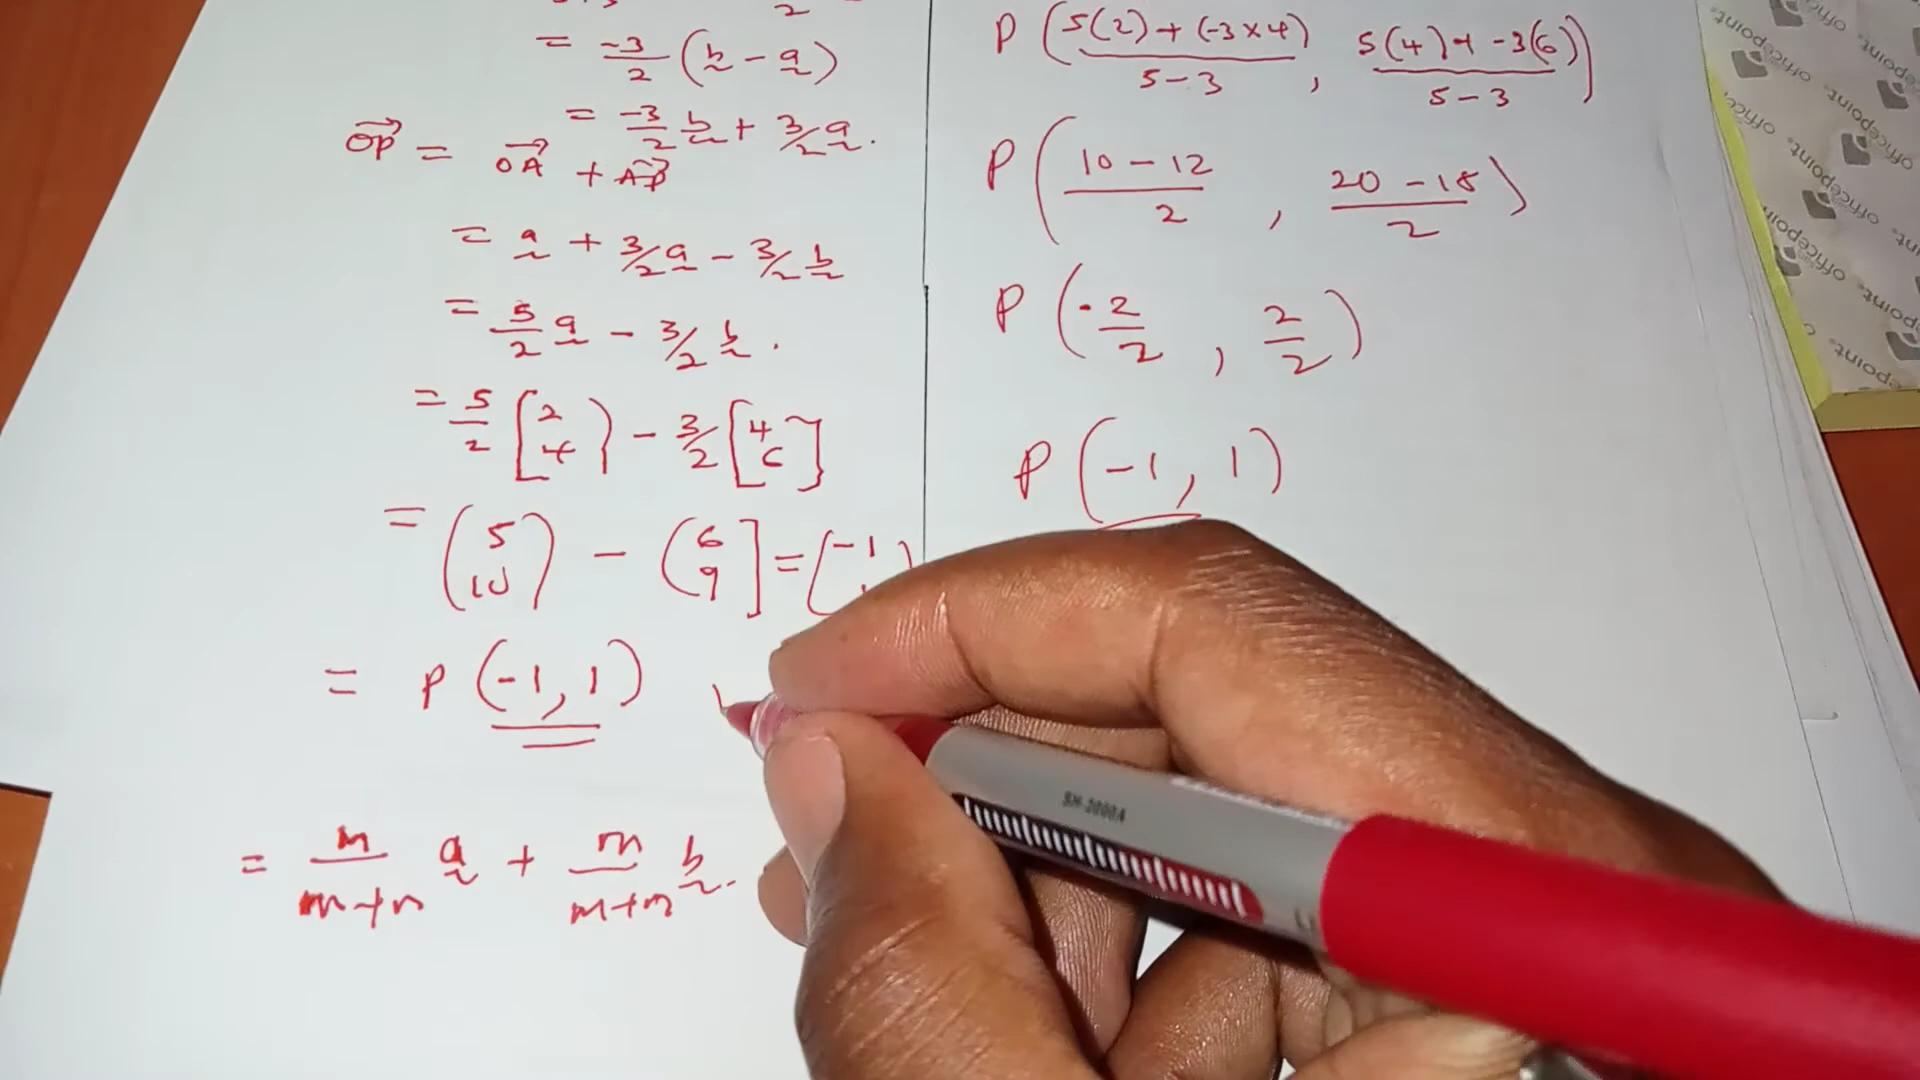 = -3/2 (b - a)
= -3/2 b + 3/2 a.
OP = OA + AP
= a + 3/2 a - 3/2 b
= 5/2 a - 3/2 b.
= 5/2 [2 4) - 3/2 [4 6]
= (5 10) - (6 9] = (-1
= P (-1, 1)
= m/m+n a + m/m+n b.
P (5(2) + (-3 x 4)/5 - 3 , 5(4) + -3(6)/5 - 3)
P (10 - 12/2 , 20 - 18/2)
P (-2/2 , 2/2)
P (-1, 1)
SH-2000A
officepoint